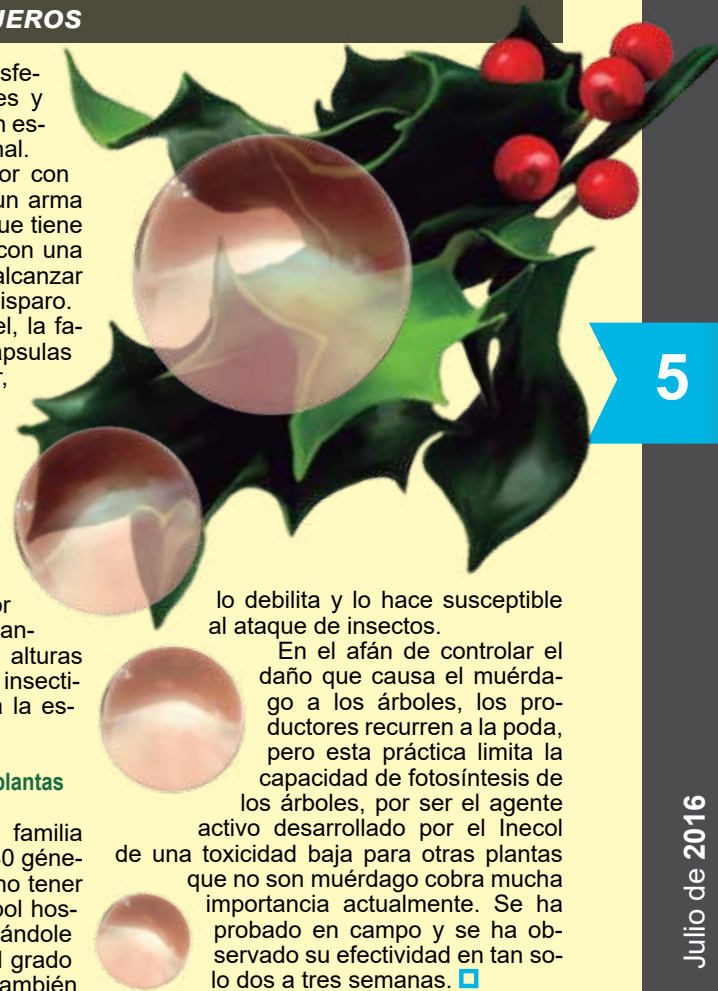 JEROS
sfe-
es y
n es-
nal.
or con
un arma
ue tiene
con una
alcanzar
isparo.
el, la fa-
ápsulas
r,
or
an-
alturas
insecti-
a la es-
plantas
familia
0 géne-
no tener
bol hos-
ándole
l grado
ambién
lo debilita y lo hace susceptible
al ataque de insectos.
En el afán de controlar el
daño que causa el muérda-
go a los árboles, los pro-
ductores recurren a la poda,
pero esta práctica limita la
capacidad de fotosíntesis de
los árboles, por ser el agente
activo desarrollado por el Inecol
de una toxicidad baja para otras plantas
que no son muérdago cobra mucha
importancia actualmente. Se ha
probado en campo y se ha ob-
servado su efectividad en tan so-
lo dos a tres semanas.
5
Julio de 2016